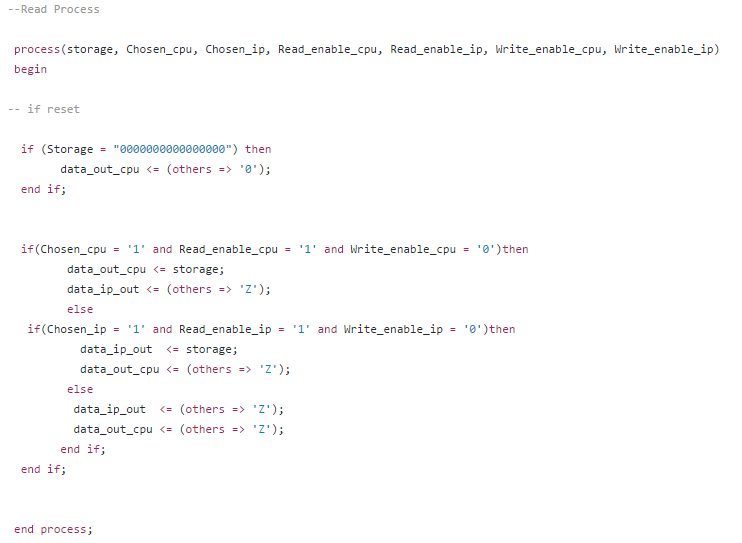 --Read Process
process(storage, Chosen_cpu, Chosen_ip, Read_enable_cpu, Read_enable_ip, Write_enable_cpu, Write_enable_ip)
begin
-- if reset
if (Storage = "0000000000000000") then
data_out_cpu <= (others => '0');
end if;
if(Chosen_cpu = '1' and Read_enable_cpu = '1' and Write_enable_cpu = '0')then
data_out_cpu <= storage;
data_ip_out <= (others => 'Z');
else
if(Chosen_ip = '1' and Read_enable_ip = '1' and Write_enable_ip = '0')then
data_ip_out  <= storage;
data_out_cpu <= (others => 'Z');
else
data_ip_out  <= (others => 'Z');
data_out_cpu <= (others => 'Z');
end if;
end if;
end process;